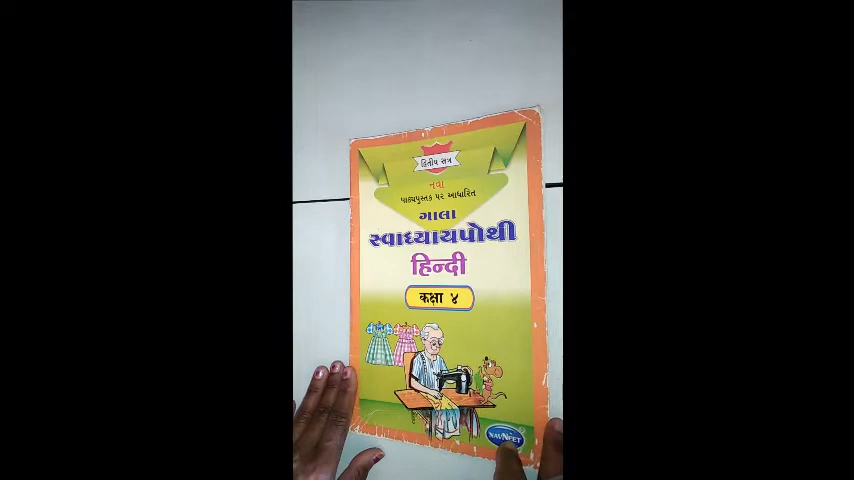 દ્વિતીય સત્ર
નવા
પાઠ્યપુસ્તક પર આધારિત
ગાલા
સ્વાધ્યાયપોથી
हिन्दी
कक्षा ४
NAVNEET